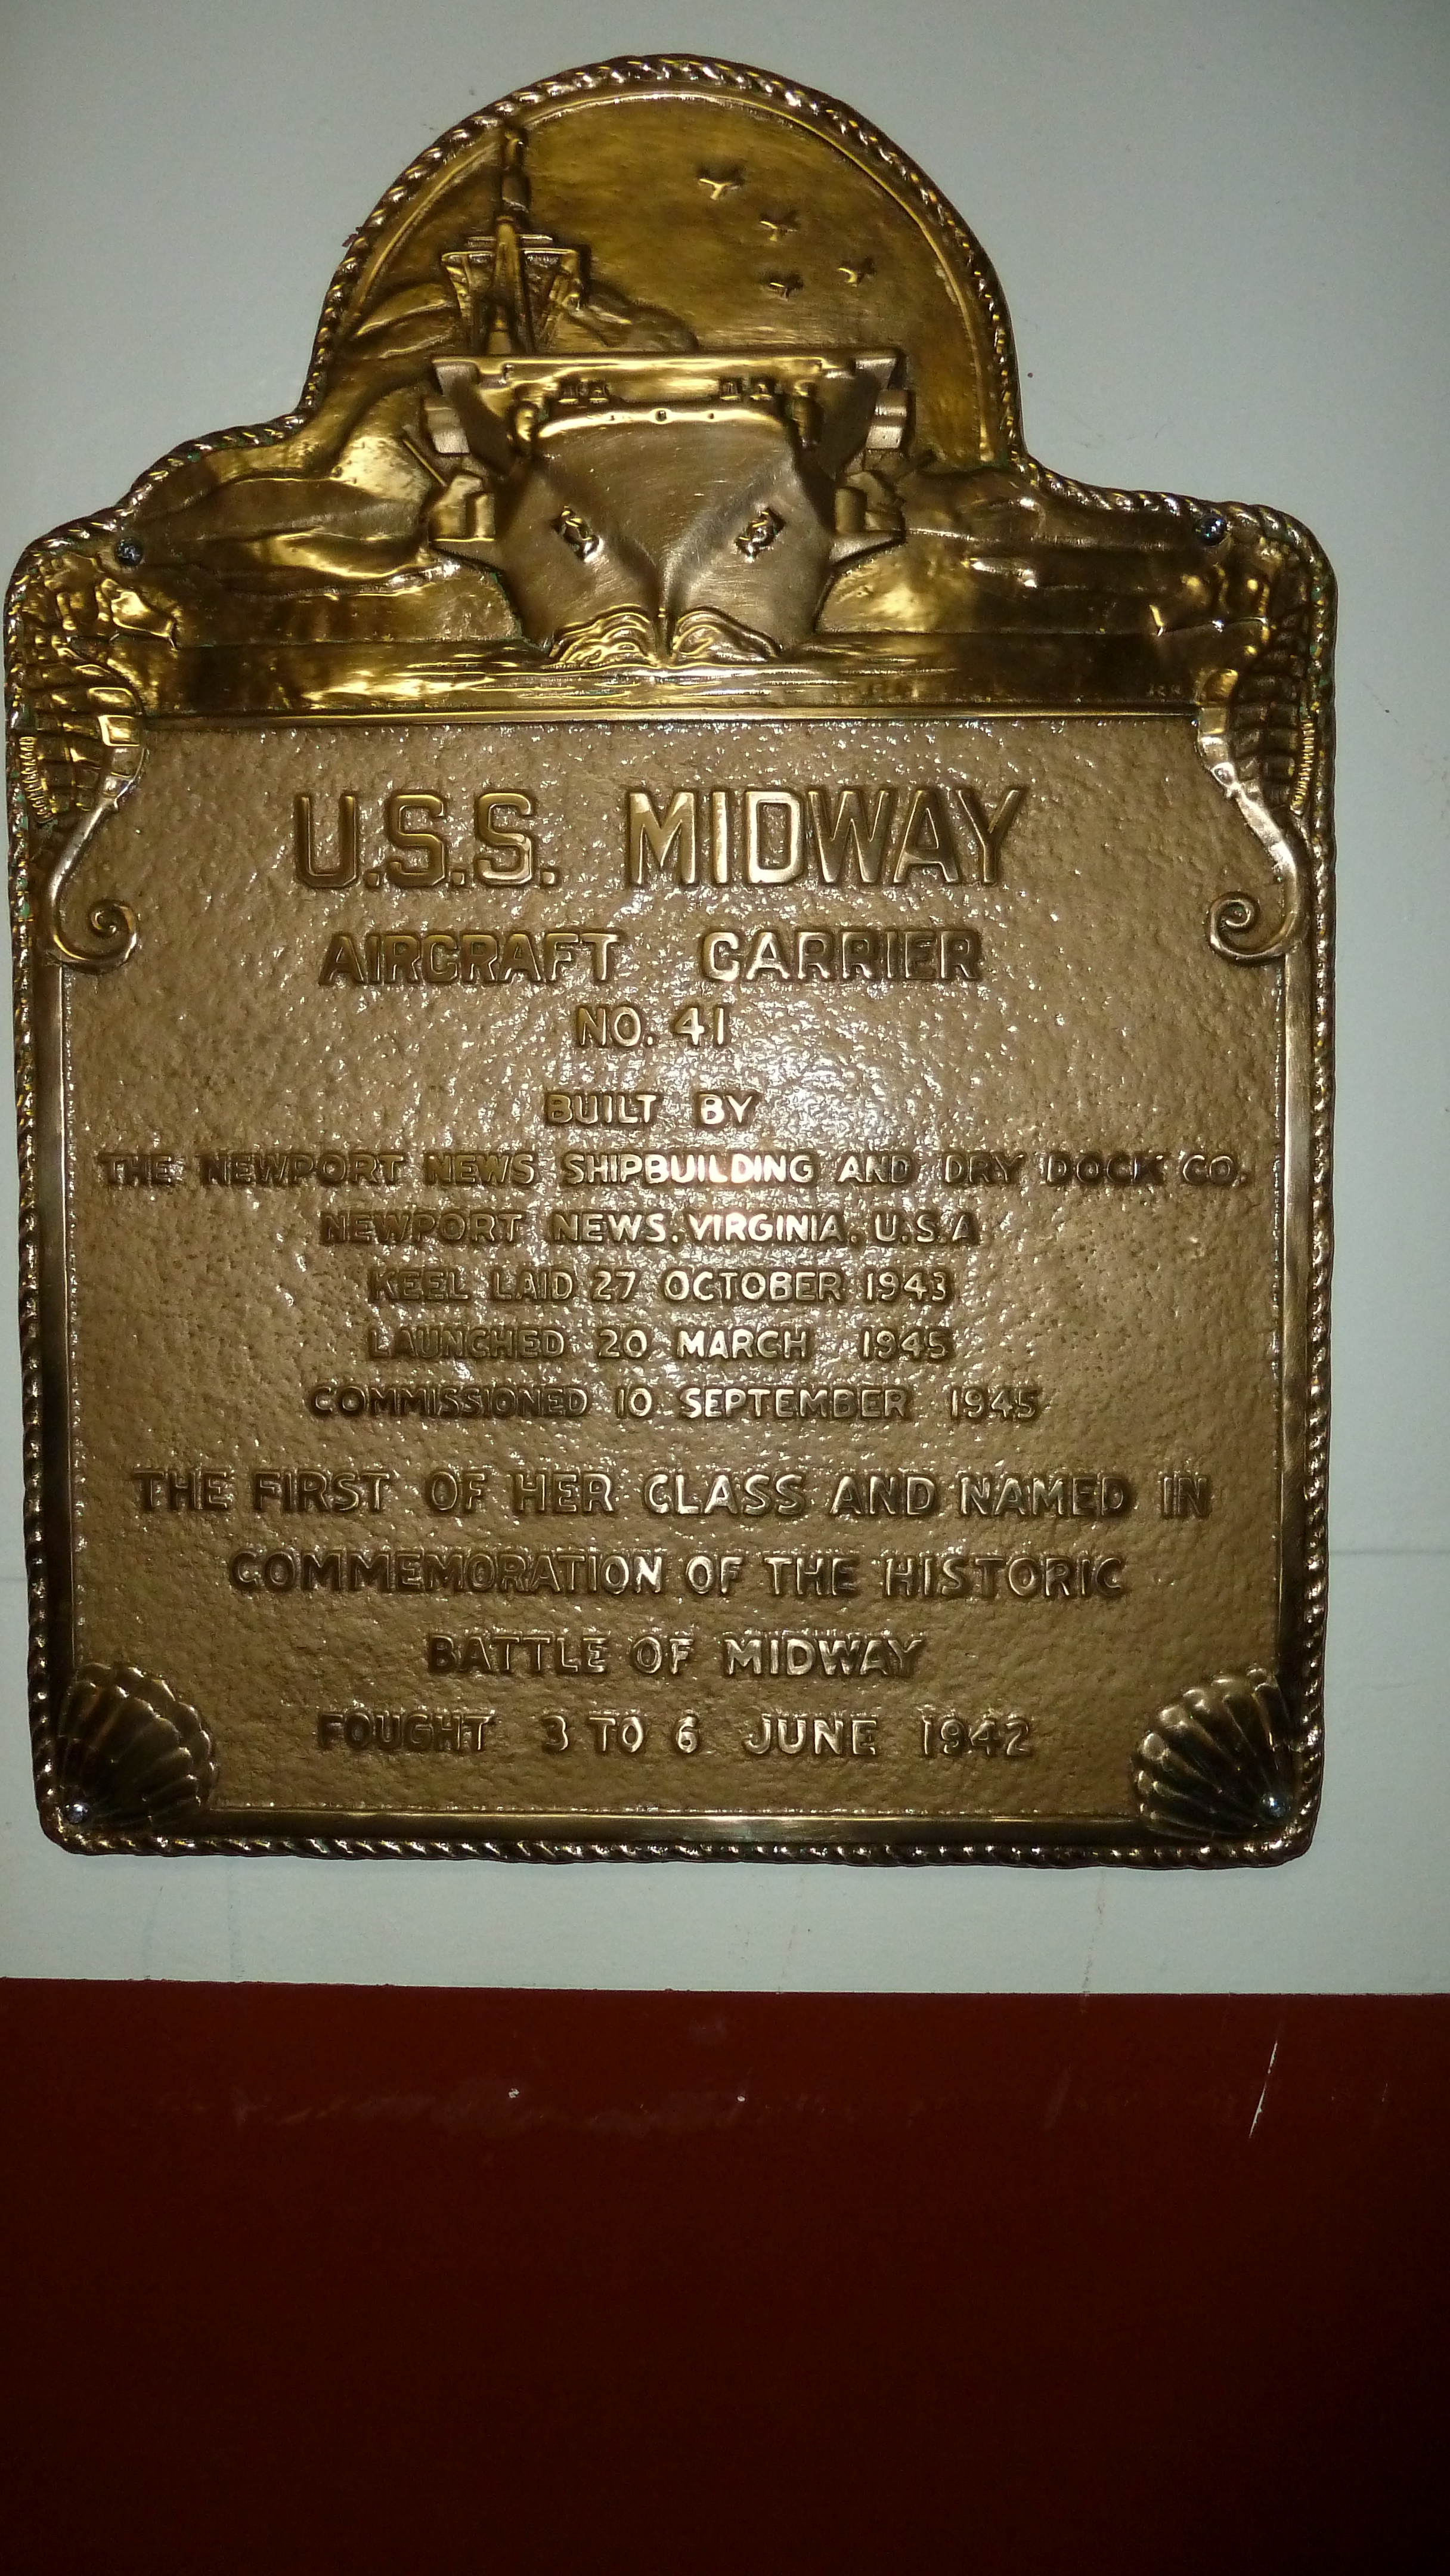 U.S.S. MIDWAY
AIRCRAFT CARRIER
NO. 41
BUILT BY
THE NEWPORT NEWS SHIPBUILDING AND DRY DOCK CO.
NEWPORT NEWS, VIRGINIA, U.S.A
KEEL LAID 27 OCTOBER 1943
LAUNCHED 20 MARCH 1945
COMMISSIONED 10 SEPTEMBER 1945
THE FIRST OF HER CLASS AND NAMED IN
COMMEMORATION OF THE HISTORIC
BATTLE OF MIDWAY
FOUGHT 3 TO 6 JUNE 1942